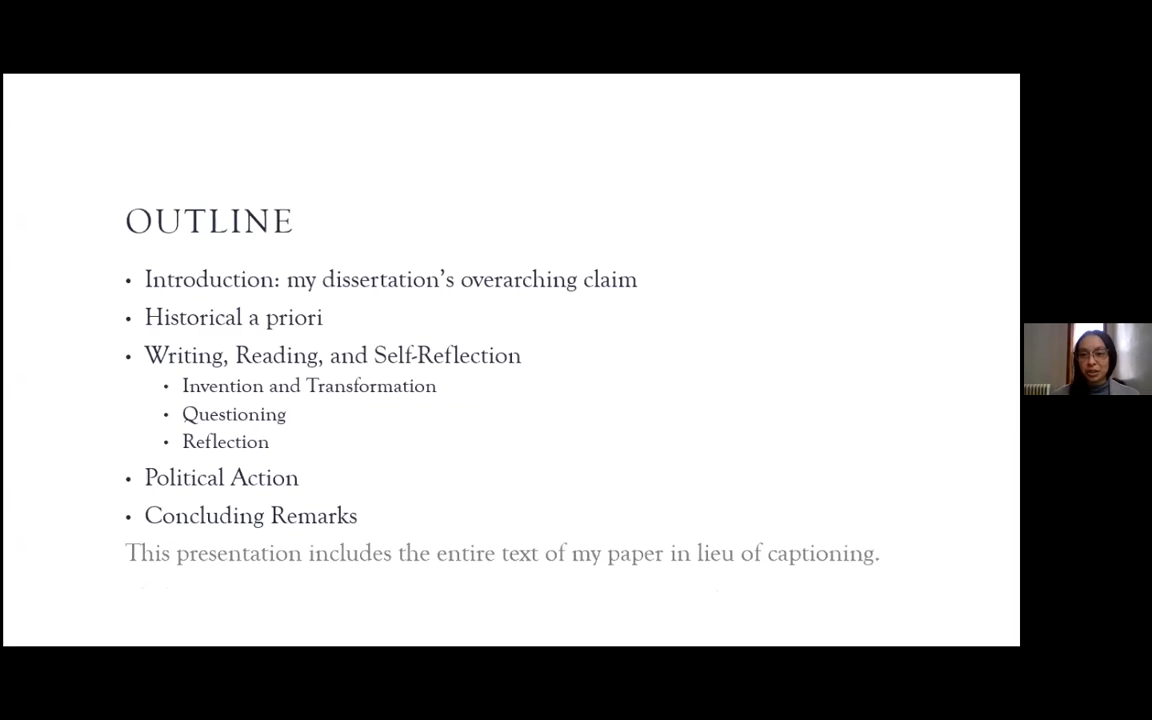 OUTLINE
• Introduction: my dissertation's overarching claim
• Historical a priori
• Writing, Reading, and Self-Reflection
• Invention and Transformation
• Questioning
• Reflection
• Political Action
• Concluding Remarks
This presentation includes the entire text of my paper in lieu of captioning.